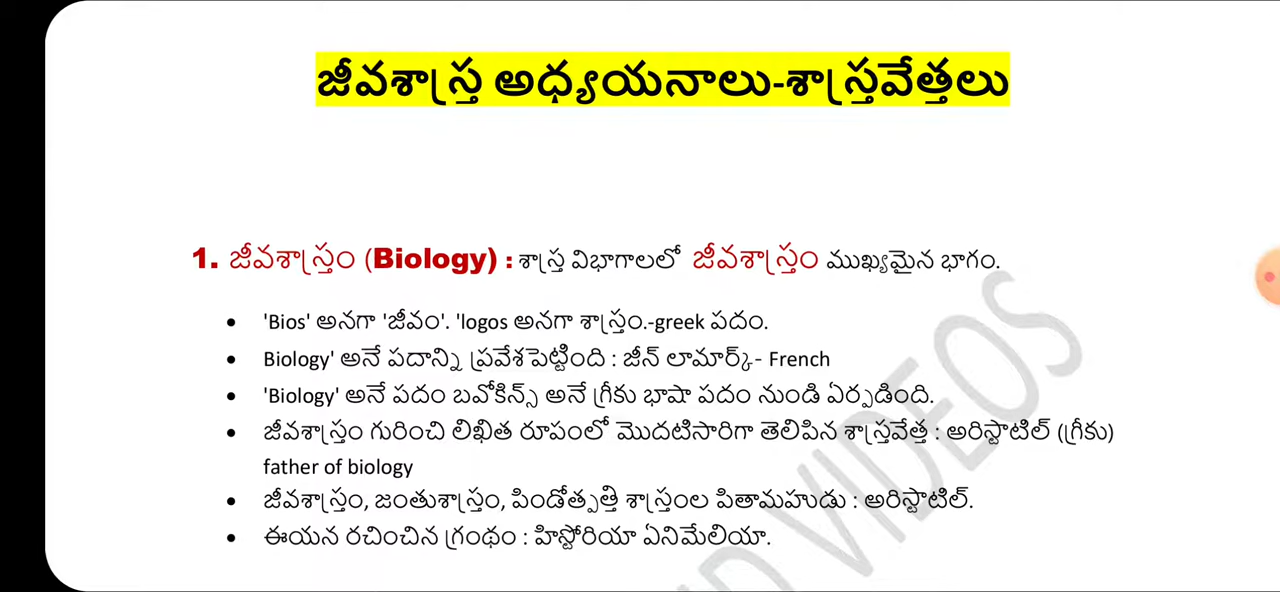 జీవశాస్త్ర అధ్యయనాలు-శాస్త్రవేత్తలు
1. జీవశాస్త్రం (Biology) : శాస్త్ర విభాగాలలో జీవశాస్త్రం ముఖ్యమైన భాగం.
• 'Bios' అనగా 'జీవం'. 'logos అనగా శాస్త్రం.-greek పదం.
• Biology' అనే పదాన్ని ప్రవేశపెట్టింది : జీన్ లామార్క్- French
• 'Biology' అనే పదం బవోకిన్స్ అనే గ్రీకు భాషా పదం నుండి ఏర్పడింది.
• జీవశాస్త్రం గురించి లిఖిత రూపంలో మొదటిసారిగా తెలిపిన శాస్త్రవేత్త : అరిస్టాటిల్ (గ్రీకు)
father of biology
• జీవశాస్త్రం, జంతుశాస్త్రం, పిండోత్పత్తి శాస్త్రంల పితామహుడు : అరిస్టాటిల్.
• ఈయన రచించిన గ్రంథం : హిస్టోరియా ఏనిమేలియా.
VIDEOS